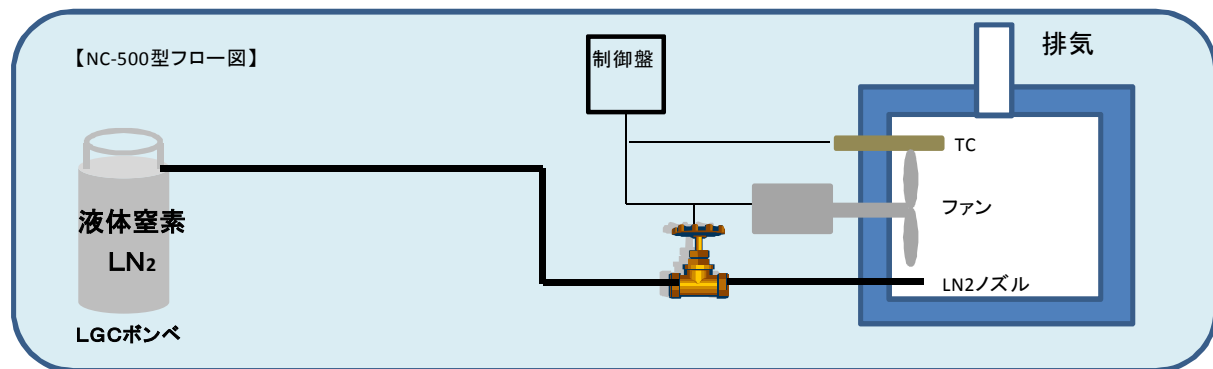 【NC-500型フロー図】
制御盤
排気
TC
液体窒素
LN₂
ファン
LN2ノズル
LGCボンベ